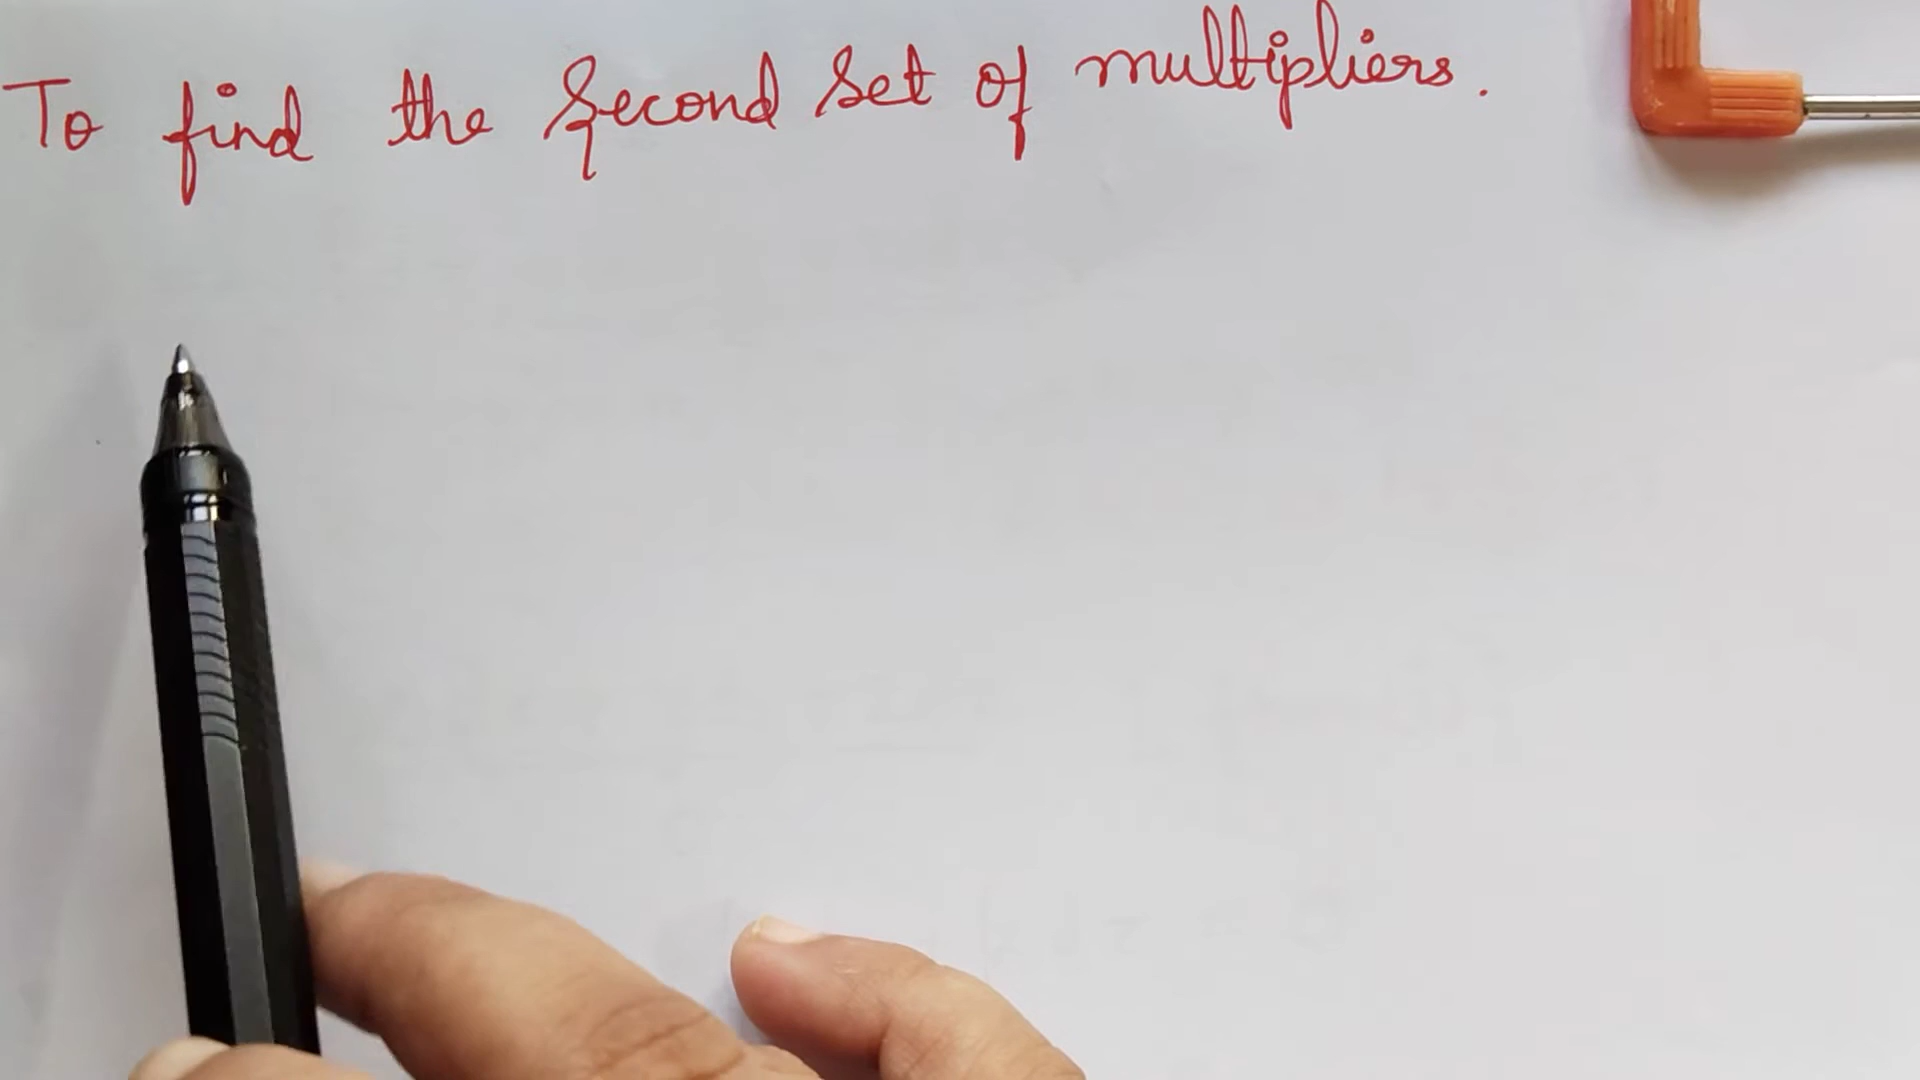 To find the second set of multipliers.